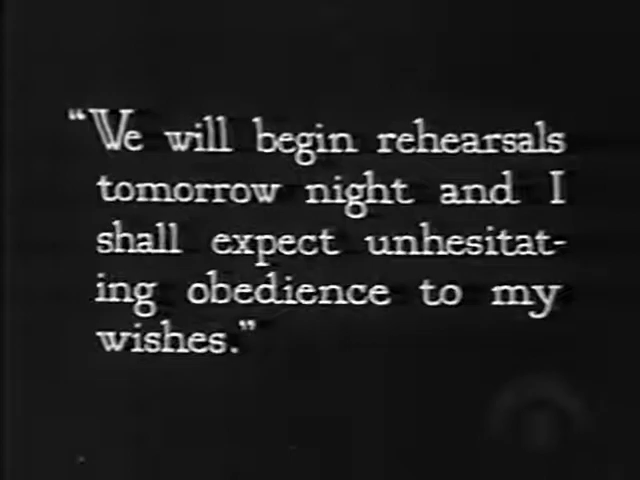 “We will begin rehearsals
tomorrow night and I
shall expect unhesitat-
ing obedience to my
wishes.”